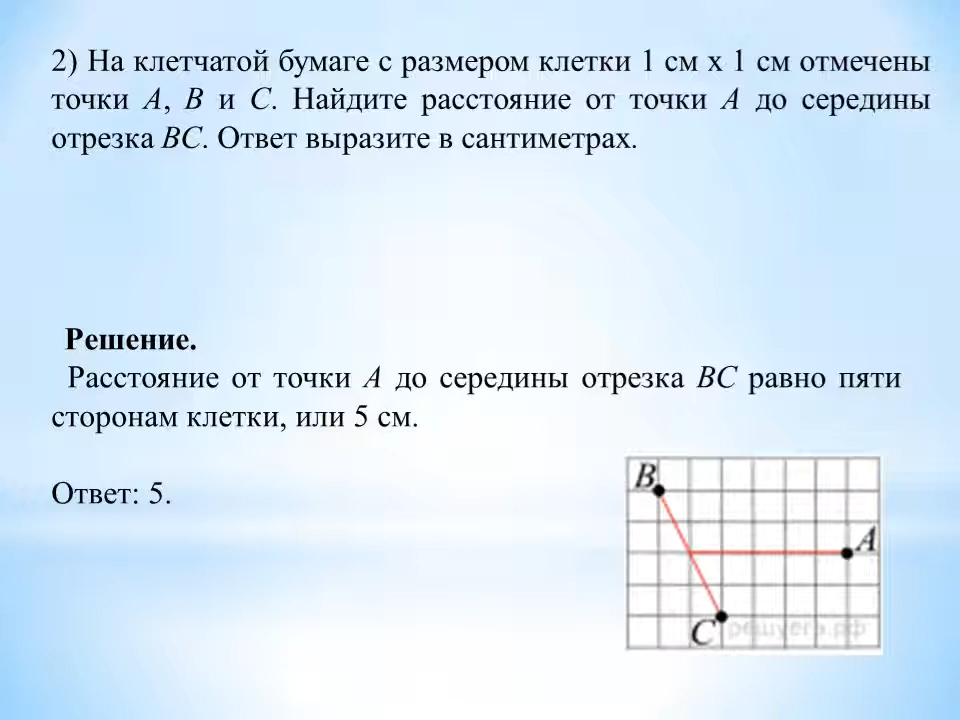 2) На клетчатой бумаге с размером клетки 1 см x 1 см отмечены
точки A, B и C. Найдите расстояние от точки A до середины
отрезка BC. Ответ выразите в сантиметрах.
Решение.
Расстояние от точки A до середины отрезка BC равно пяти
сторонам клетки, или 5 см.
Ответ: 5.
B
A
C
решуегэ.рф